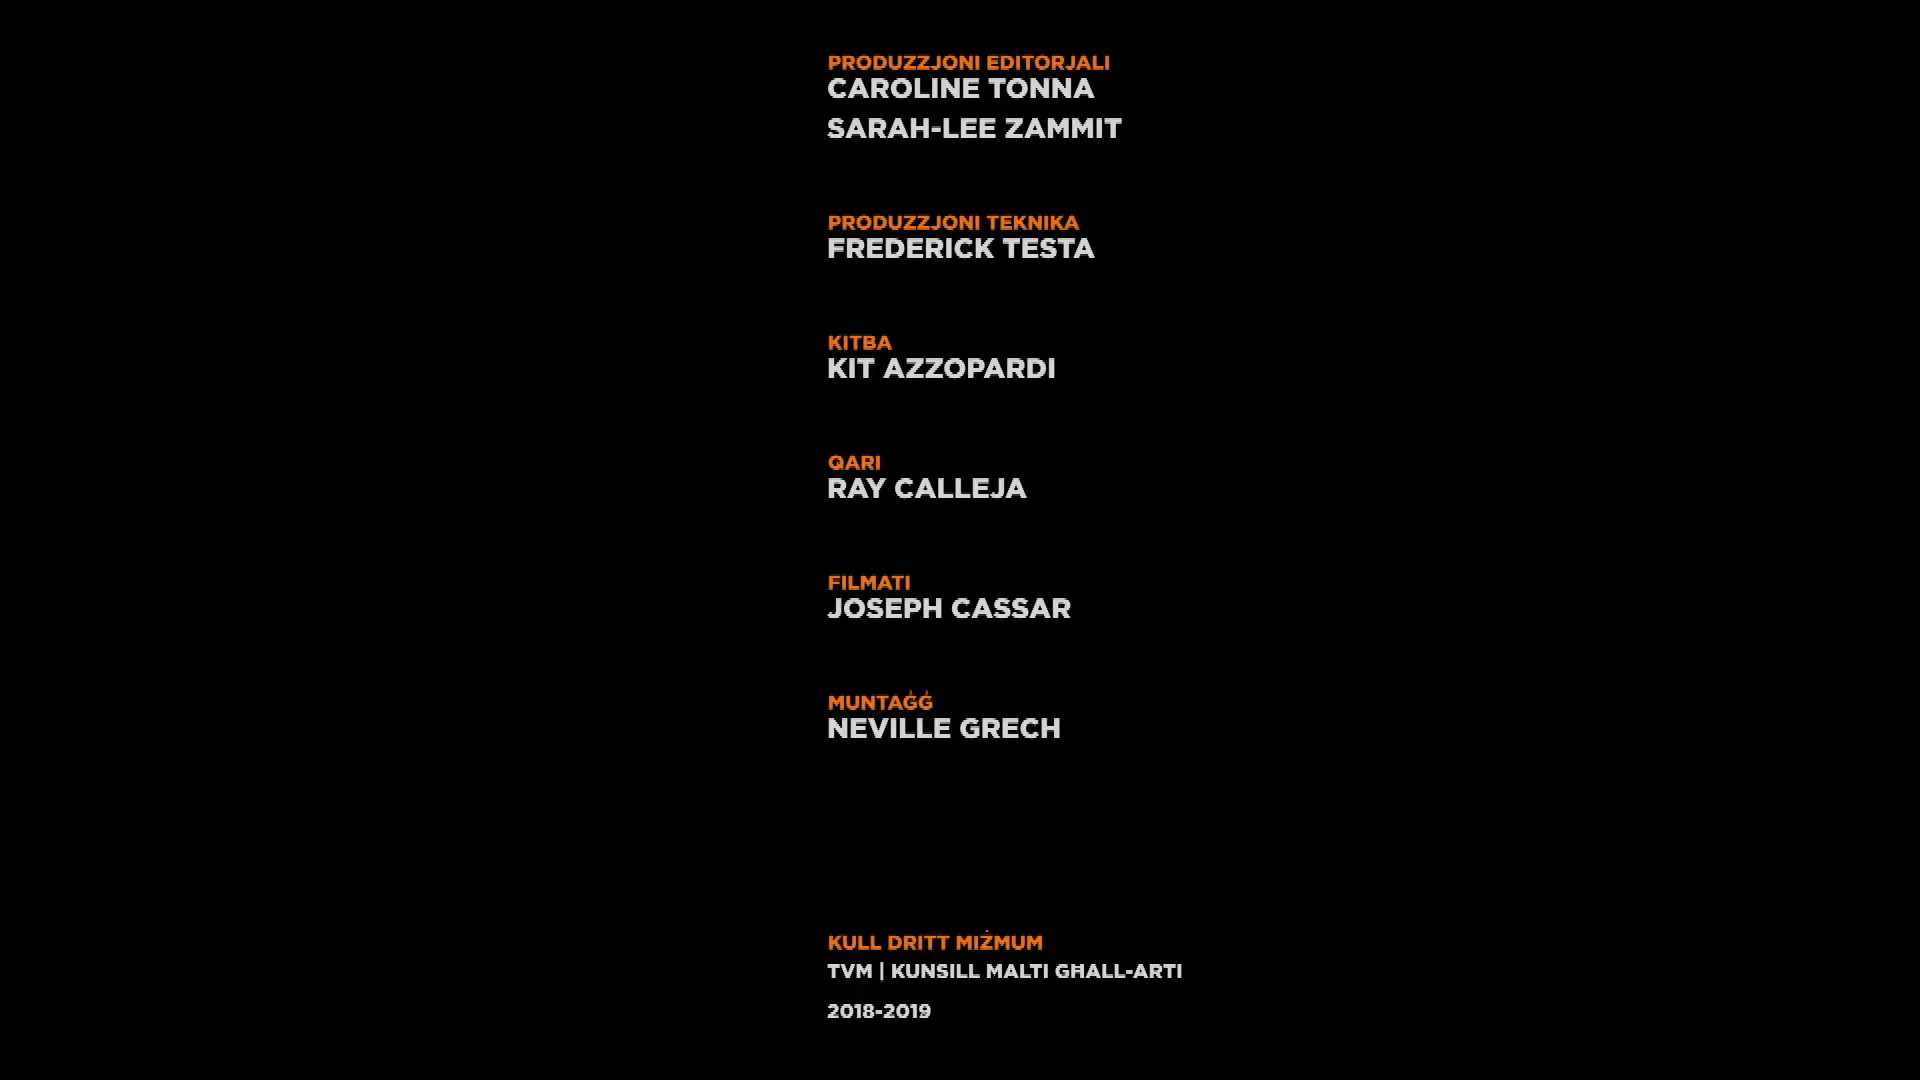 PRODUZZJONI EDITORJALI
CAROLINE TONNA
SARAH-LEE ZAMMIT
PRODUZZJONI TEKNIKA
FREDERICK TESTA
KITBA
KIT AZZOPARDI
QARI
RAY CALLEJA
FILMATI
JOSEPH CASSAR
MUNTAĠĠ
NEVILLE GRECH
KULL DRITT MIŻMUM
TVM | KUNSILL MALTI GĦALL-ARTI
2018-2019